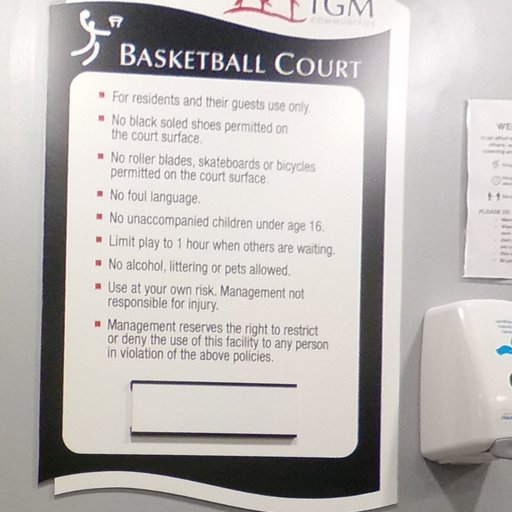 TGM
COMMUNITIES
BASKETBALL COURT
For residents and their guests use only.
No black soled shoes permitted on
the court surface.
No roller blades, skateboards or bicycles
permitted on the court surface.
No foul language.
No unaccompanied children under age 16.
Limit play to 1 hour when others are waiting.
No alcohol, littering or pets allowed.
Use at your own risk. Management not
responsible for injury.
Management reserves the right to restrict
or deny the use of this facility to any person
in violation of the above policies.
WE
PLEASE DO